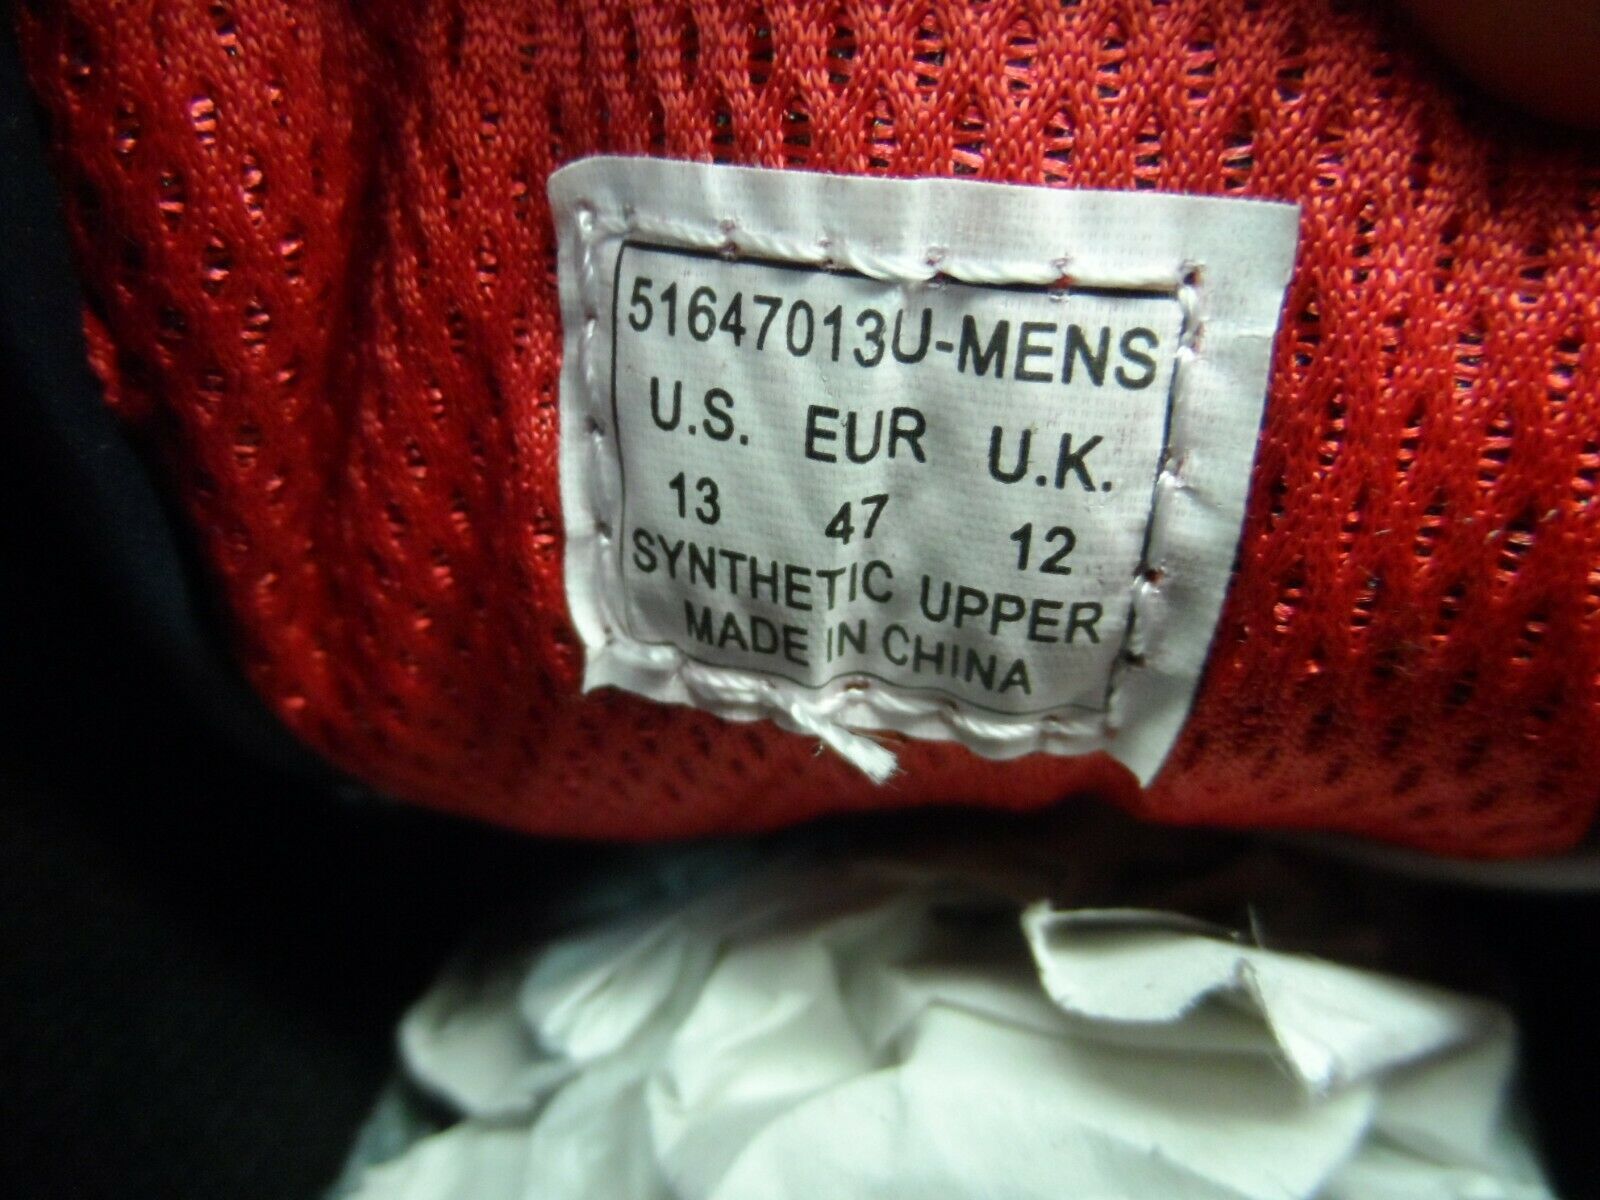 51647013U-MENS
U.S. EUR U.K.
13 47 12
SYNTHETIC UPPER
MADE IN CHINA